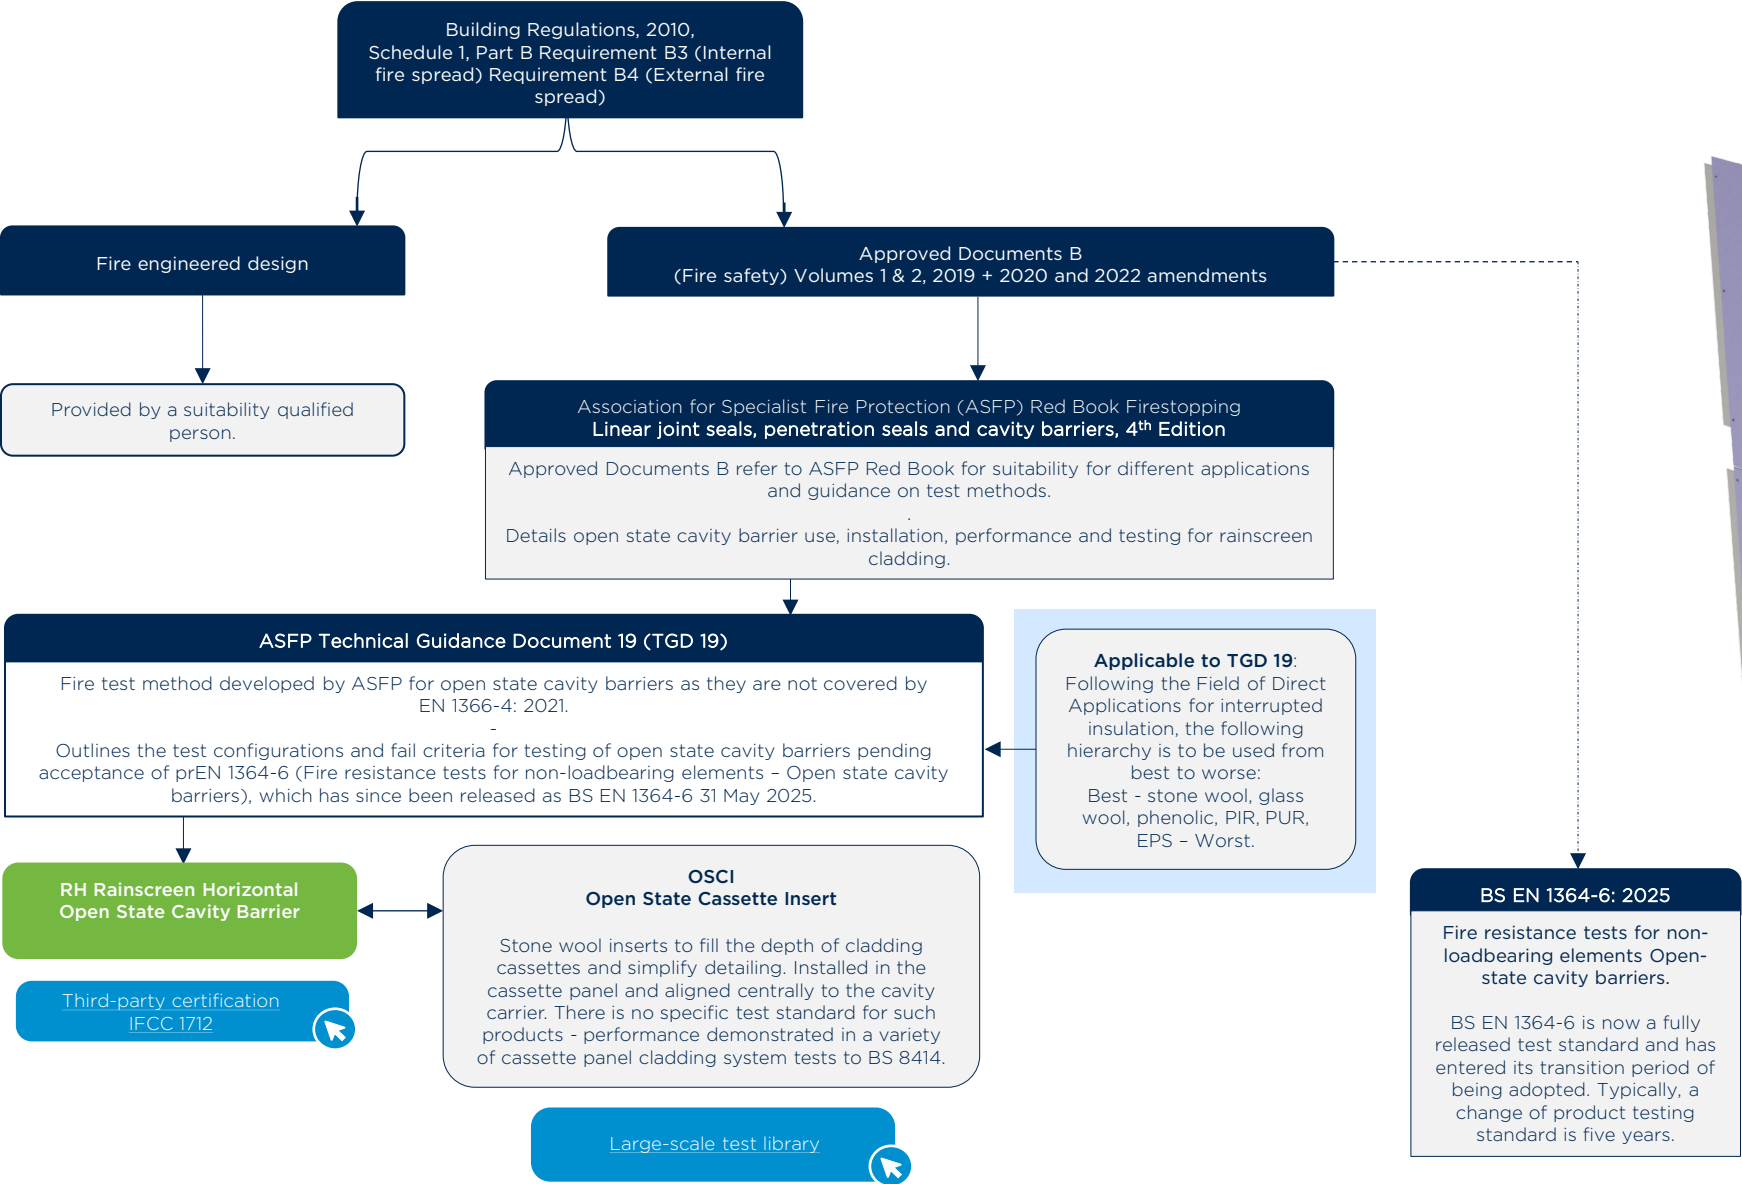 Building Regulations, 2010,
Schedule 1, Part B Requirement B3 (Internal
fire spread) Requirement B4 (External fire
spread)
Fire engineered design
Approved Documents B
(Fire safety) Volumes 1 & 2, 2019 + 2020 and 2022 amendments
Provided by a suitability qualified
person.
Association for Specialist Fire Protection (ASFP) Red Book Firestopping
Linear joint seals, penetration seals and cavity barriers, 4th Edition
Approved Documents B refer to ASFP Red Book for suitability for different applications
and guidance on test methods.
.
Details open state cavity barrier use, installation, performance and testing for rainscreen
cladding.
ASFP Technical Guidance Document 19 (TGD 19)
Fire test method developed by ASFP for open state cavity barriers as they are not covered by
EN 1366-4: 2021.
-
Outlines the test configurations and fail criteria for testing of open state cavity barriers pending
acceptance of prEN 1364-6 (Fire resistance tests for non-loadbearing elements – Open state cavity
barriers), which has since been released as BS EN 1364-6 31 May 2025.
Applicable to TGD 19:
Following the Field of Direct
Applications for interrupted
insulation, the following
hierarchy is to be used from
best to worse:
Best - stone wool, glass
wool, phenolic, PIR, PUR,
EPS – Worst.
RH Rainscreen Horizontal
Open State Cavity Barrier
Third-party certification
IFCC 1712
OSCI
Open State Cassette Insert
Stone wool inserts to fill the depth of cladding
cassettes and simplify detailing. Installed in the
cassette panel and aligned centrally to the cavity
carrier. There is no specific test standard for such
products - performance demonstrated in a variety
of cassette panel cladding system tests to BS 8414.
Large-scale test library
BS EN 1364-6: 2025
Fire resistance tests for non-
loadbearing elements Open-
state cavity barriers.
BS EN 1364-6 is now a fully
released test standard and has
entered its transition period of
being adopted. Typically, a
change of product testing
standard is five years.